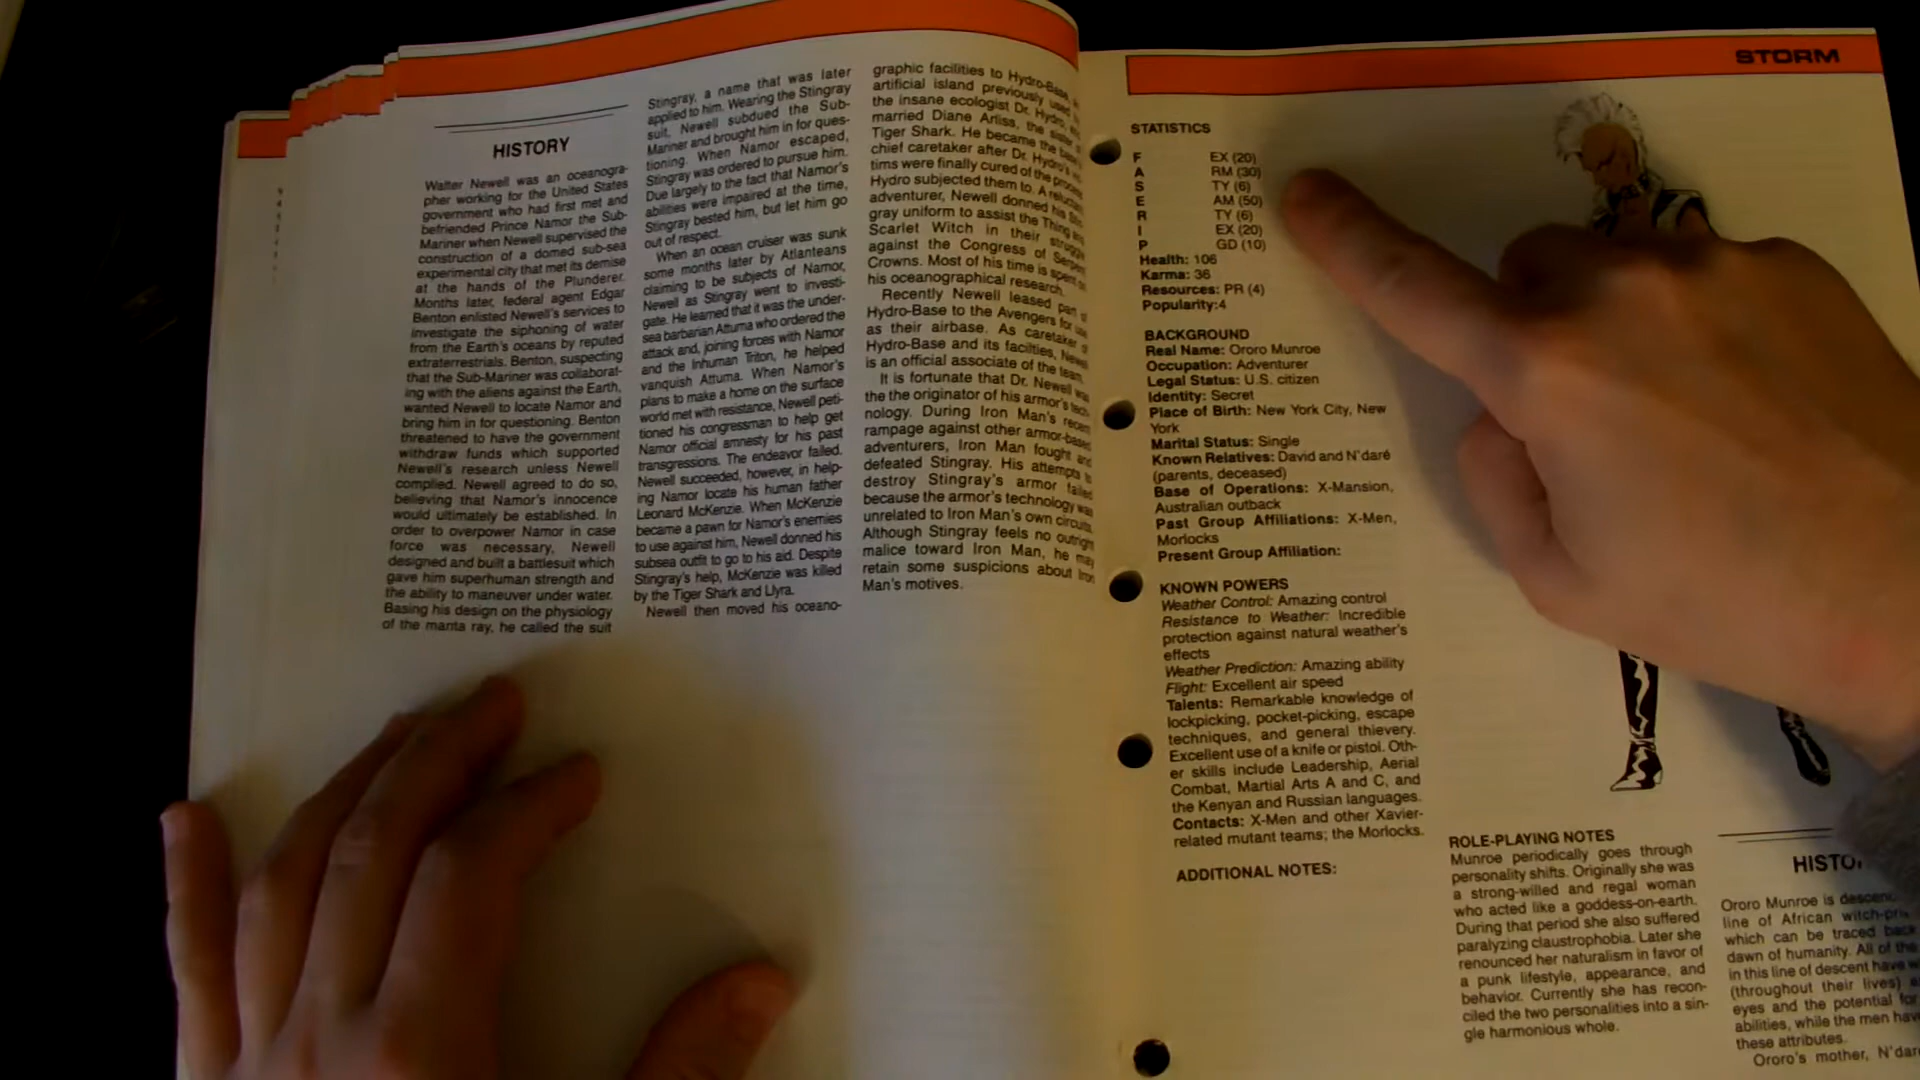 HISTORY
Walter Newell was an oceanogra-
pher working for the United States
government who had first met and
befriended Prince Namor the Sub-
Mariner when Newell supervised the
construction of a domed sub-sea
experimental city that met its demise
at the hands of the Plunderer.
Months later, federal agent Edgar
Benton enlisted Newell's services to
investigate the siphoning of water
from the Earth's oceans by reputed
extraterrestrials. Benton, suspecting
that the Sub-Mariner was collaborat-
ing with the aliens against the Earth,
wanted Newell to locate Namor and
bring him in for questioning. Benton
threatened to have the government
withdraw funds which supported
Newell's research unless Newell
complied. Newell agreed to do so,
believing that Namor's innocence
would ultimately be established. In
order to overpower Namor in case
force was necessary, Newell
designed and built a battlesuit which
gave him superhuman strength and
the ability to maneuver under water.
Basing his design on the physiology
of the manta ray, he called the suit
Stingray, a name that was later
applied to him. Wearing the Stingray
suit, Newell subdued the Sub-
Mariner and brought him in for ques-
tioning. When Namor escaped,
Stingray was ordered to pursue him.
Due largely to the fact that Namor's
abilities were impaired at the time,
Stingray bested him, but let him go
out of respect.
When an ocean cruiser was sunk
some months later by Atlanteans
claiming to be subjects of Namor,
Newell as Stingray went to investi-
gate. He learned that it was the under-
sea barbarian Attuma who ordered the
attack and, joining forces with Namor
and the Inhuman Triton, he helped
vanquish Attuma. When Namor's
plans to make a home on the surface
world met with resistance, Newell peti-
tioned his congressman to help get
Namor official amnesty for his past
transgressions. The endeavor failed.
Newell succeeded, however, in help-
ing Namor locate his human father
Leonard McKenzie. When McKenzie
became a pawn for Namor's enemies
to use against him, Newell donned his
subsea outfit to go to his aid. Despite
Stingray's help, McKenzie was killed
by the Tiger Shark and Llyra.
Newell then moved his oceano-
graphic facilities to Hydro-Base,
artificial island previously used
the insane ecologist Dr. Hydro,
married Diane Arliss, the sister
Tiger Shark. He became the
chief caretaker after Dr. Hydro's
tims were finally cured of the process
Hydro subjected them to. A reluctant
adventurer, Newell donned his
gray uniform to assist the Thing
Scarlet Witch in their struggle
against the Congress of Serpent
Crowns. Most of his time is spent
his oceanographical research.
Recently Newell leased part of
Hydro-Base to the Avengers for
as their airbase. As caretaker
Hydro-Base and its facilties,
is an official associate of the team.
It is fortunate that Dr. Newell was
the the originator of his armor's tech-
nology. During Iron Man's recent
rampage against other armor-based
adventurers, Iron Man fought and
defeated Stingray. His attempts to
destroy Stingray's armor failed
because the armor's technology was
unrelated to Iron Man's own circuits.
Although Stingray feels no outright
malice toward Iron Man, he may
retain some suspicions about Iron
Man's motives.
STORM
STATISTICS
F EX (20)
A RM (30)
S TY (6)
E AM (50)
R TY (6)
I EX (20)
P GD (10)
Health: 106
Karma: 36
Resources: PR (4)
Popularity:4
BACKGROUND
Real Name: Ororo Munroe
Occupation: Adventurer
Legal Status: U.S. citizen
Identity: Secret
Place of Birth: New York City, New
York
Marital Status: Single
Known Relatives: David and N'daré
(parents, deceased)
Base of Operations: X-Mansion,
Australian outback
Past Group Affiliations: X-Men,
Morlocks
Present Group Affiliation:
KNOWN POWERS
Weather Control: Amazing control
Resistance to Weather: Incredible
protection against natural weather's
effects
Weather Prediction: Amazing ability
Flight: Excellent air speed
Talents: Remarkable knowledge of
lockpicking, pocket-picking, escape
techniques, and general thievery.
Excellent use of a knife or pistol. Oth-
er skills include Leadership, Aerial
Combat, Martial Arts A and C, and
the Kenyan and Russian languages.
Contacts: X-Men and other Xavier-
related mutant teams; the Morlocks.
ADDITIONAL NOTES:
ROLE-PLAYING NOTES
Munroe periodically goes through
personality shifts. Originally she was
a strong-willed and regal woman
who acted like a goddess-on-earth.
During that period she also suffered
paralyzing claustrophobia. Later she
renounced her naturalism in favor of
a punk lifestyle, appearance, and
behavior. Currently she has recon-
ciled the two personalities into a sin-
gle harmonious whole.
HISTO
Ororo Munroe is
line of African
which can be traced back
dawn of humanity. All of the
in this line of descent have
(throughout their lives)
eyes and the potential for
abilities, while the men have
these attributes.
Ororo's mother,